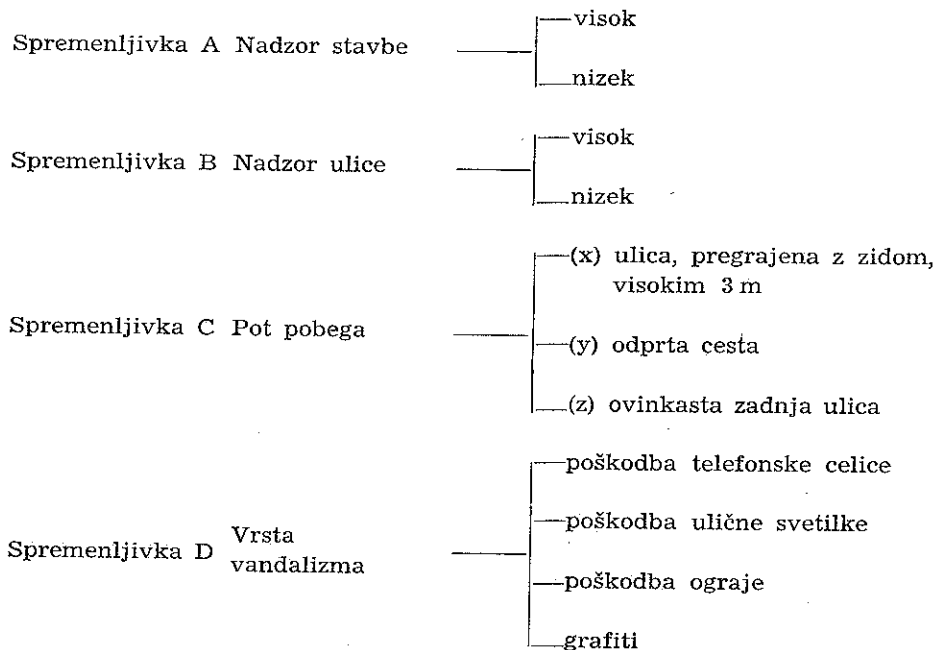 visok
Spremenljivka A Nadzor stavbe
nizek
visok
Spremenljivka B Nadzor ulice
nizek
(x) ulica, pregrajena z zidom,
visokim 3 m
Spremenljivka C Pot pobega
(y) odprta cesta
(z) ovinkasta zadnja ulica
poškodba telefonske celice
poškodba ulične svetilke
Spremenljivka D Vrsta
vandalizma
poškodba ograje
grafiti